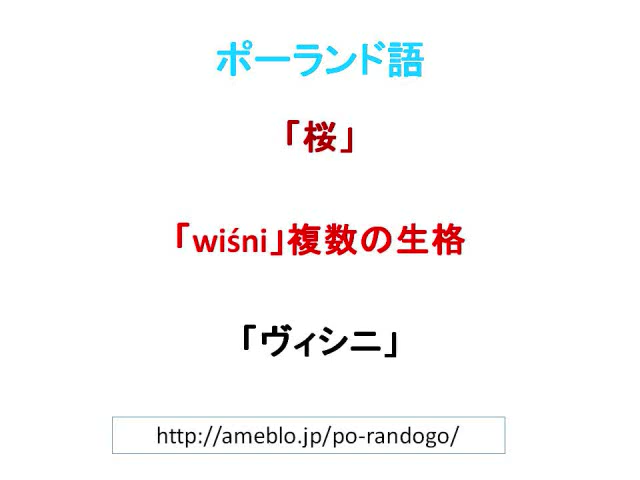 ポーランド語
「桜」
「wiśni」複数の生格
「ヴィシニ」
http://ameblo.jp/po-randogo/